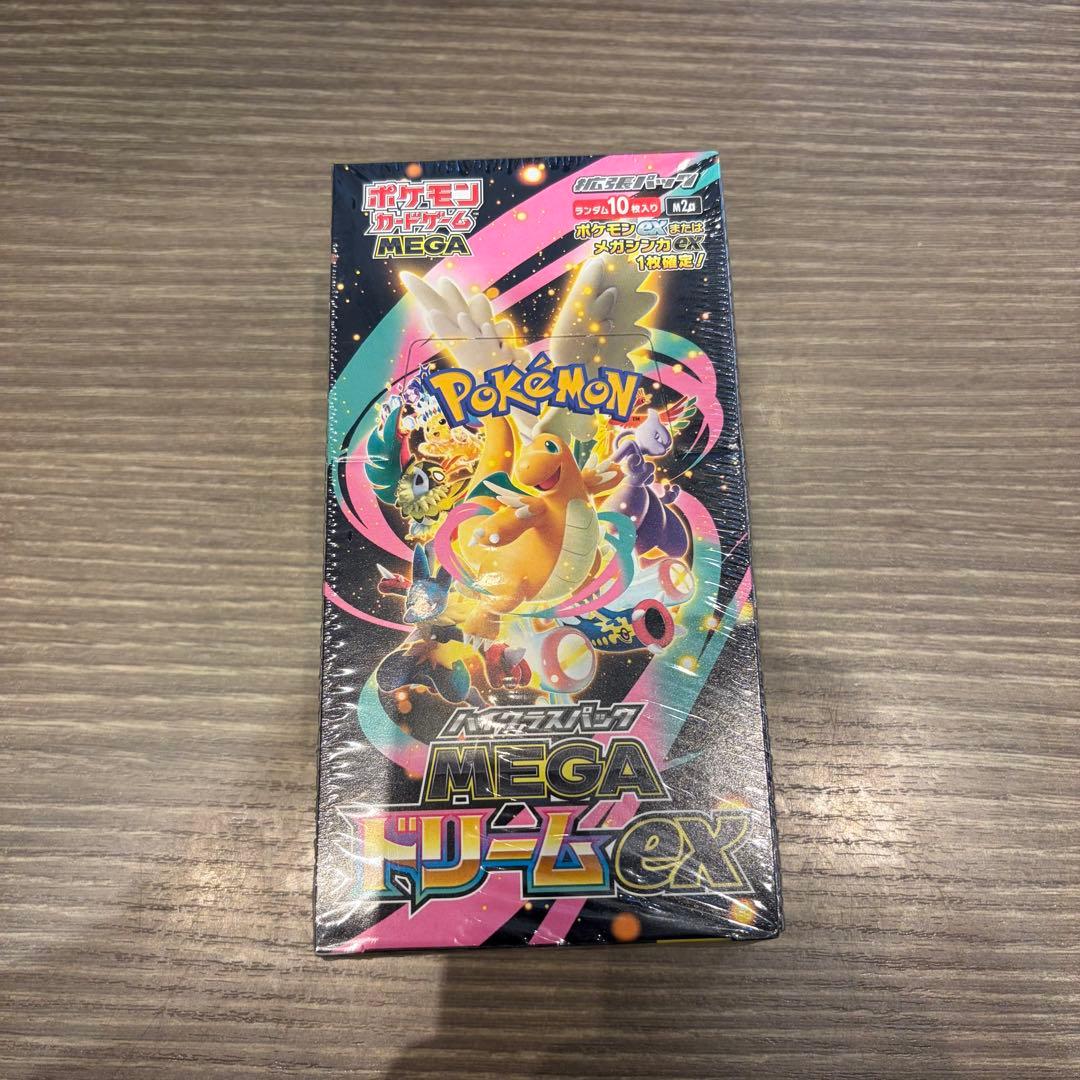 ポケモン
カードゲーム
MEGA
拡張パック
ランダム10枚入り
M2a
ポケモンexまたは
メガシンカex
1枚確定!
POKéMON
TM
ハイクラスパック
MEGA
ドリームex